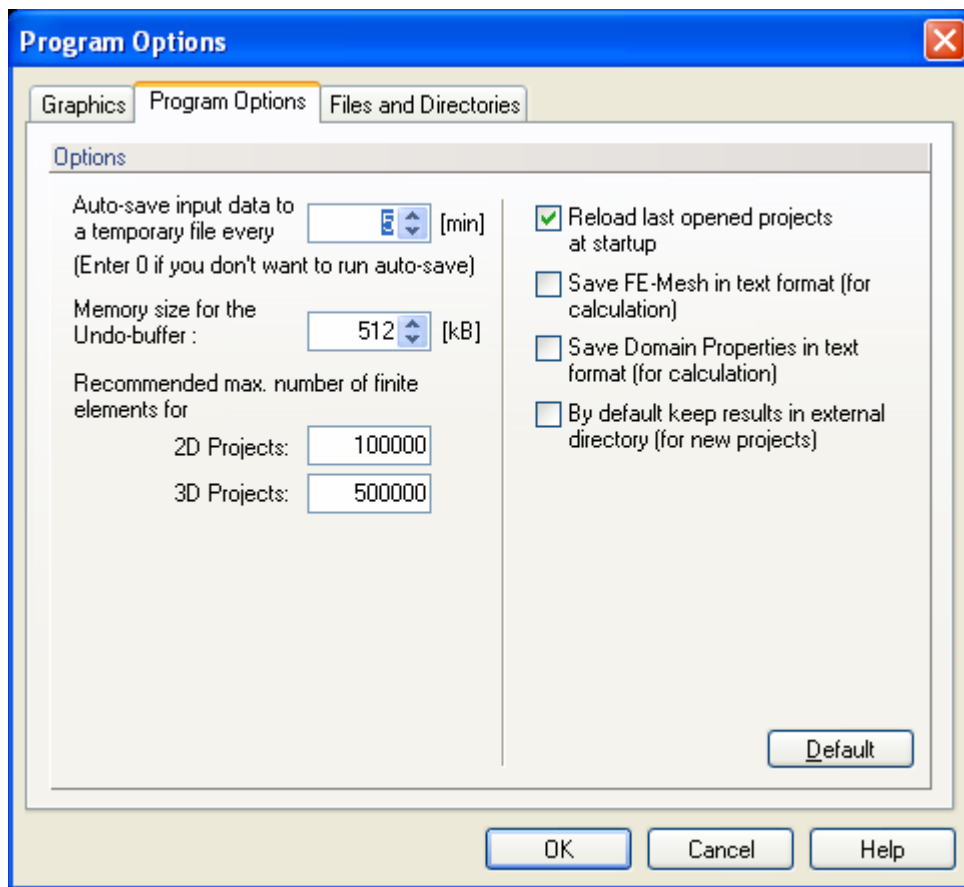 Program Options
Graphics
Program Options
Files and Directories
Options
Auto-save input data to
a temporary file every
5
[min]
(Enter 0 if you don't want to run auto-save)
Memory size for the
Undo-buffer :
512
[kB]
Recommended max. number of finite
elements for
2D Projects:
100000
3D Projects:
500000
Reload last opened projects
at startup
Save FE-Mesh in text format (for
calculation)
Save Domain Properties in text
format (for calculation)
By default keep results in external
directory (for new projects)
Default
OK
Cancel
Help